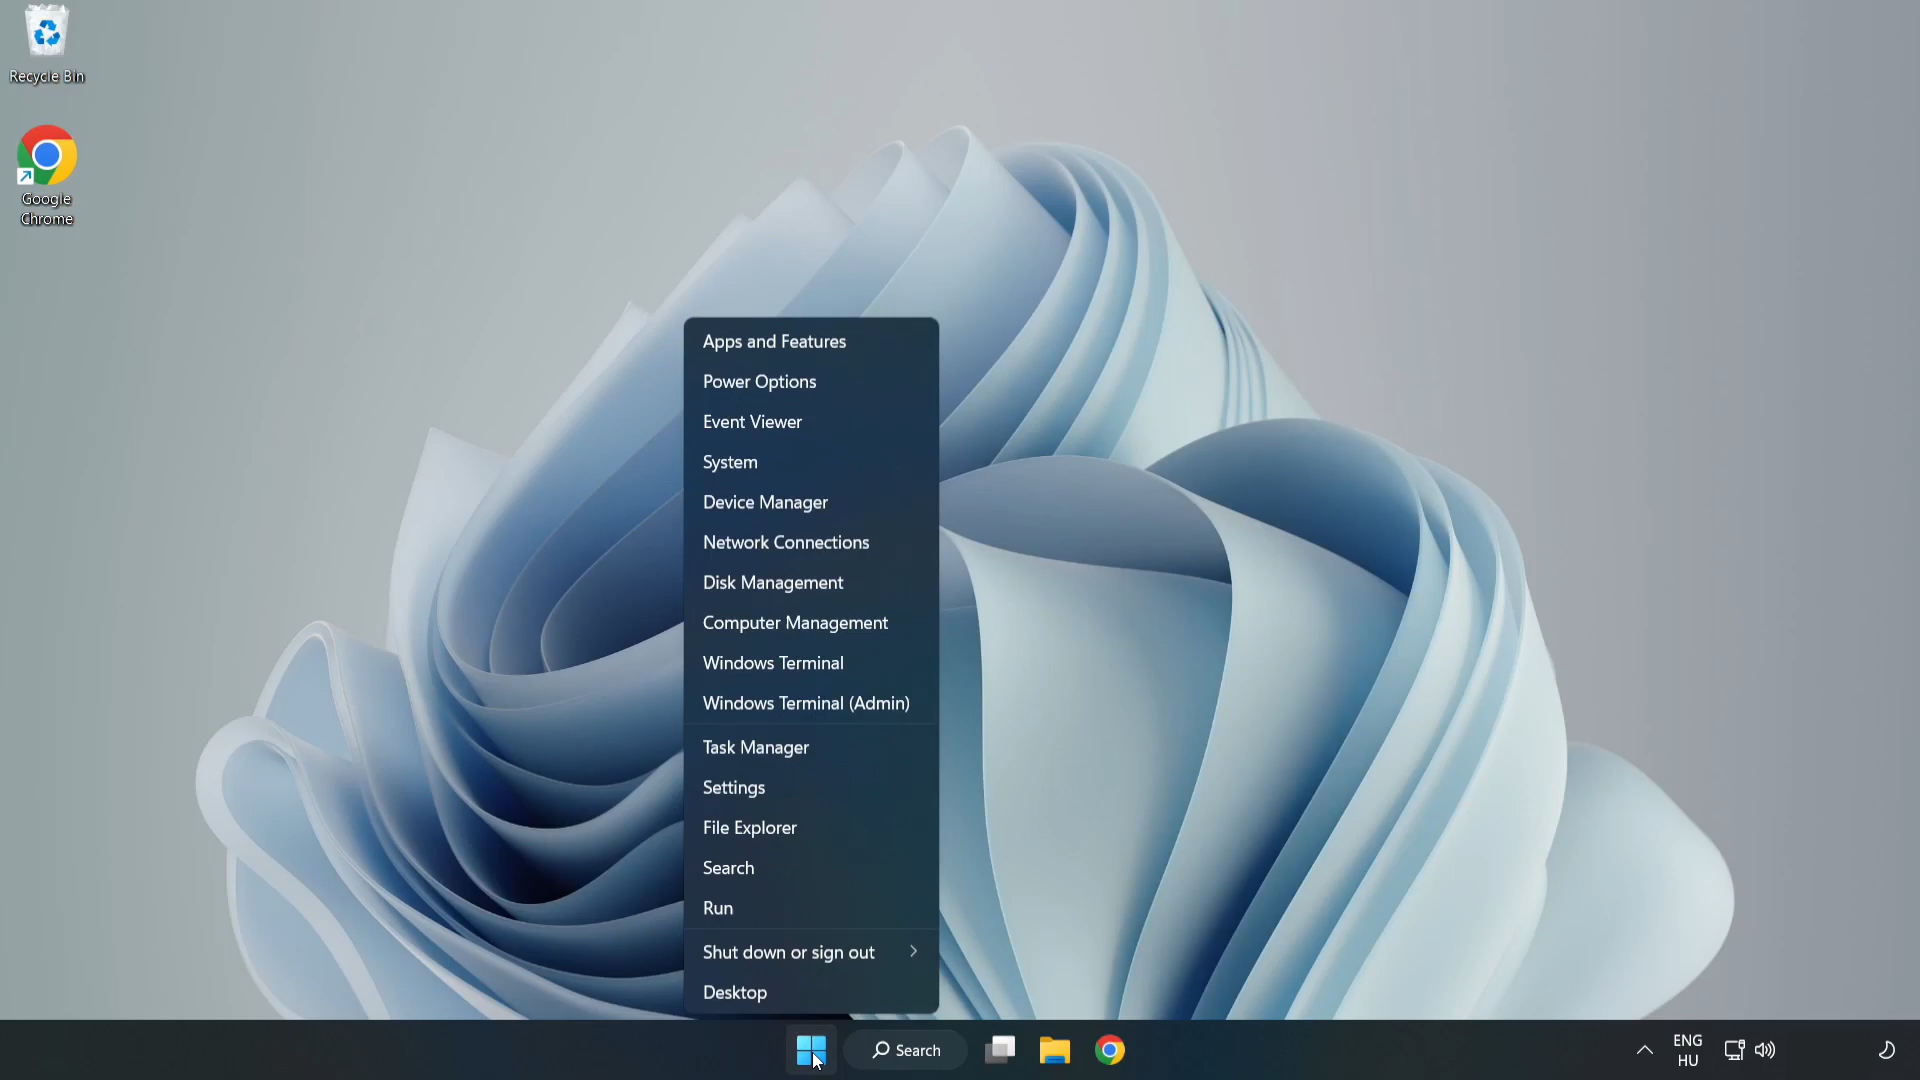 Recycle Bin
Google
Chrome
Apps and Features
Power Options
Event Viewer
System
Device Manager
Network Connections
Disk Management
Computer Management
Windows Terminal
Windows Terminal (Admin)
Task Manager
Settings
File Explorer
Search
Run
Shut down or sign out
Desktop
Search
ENG
HU